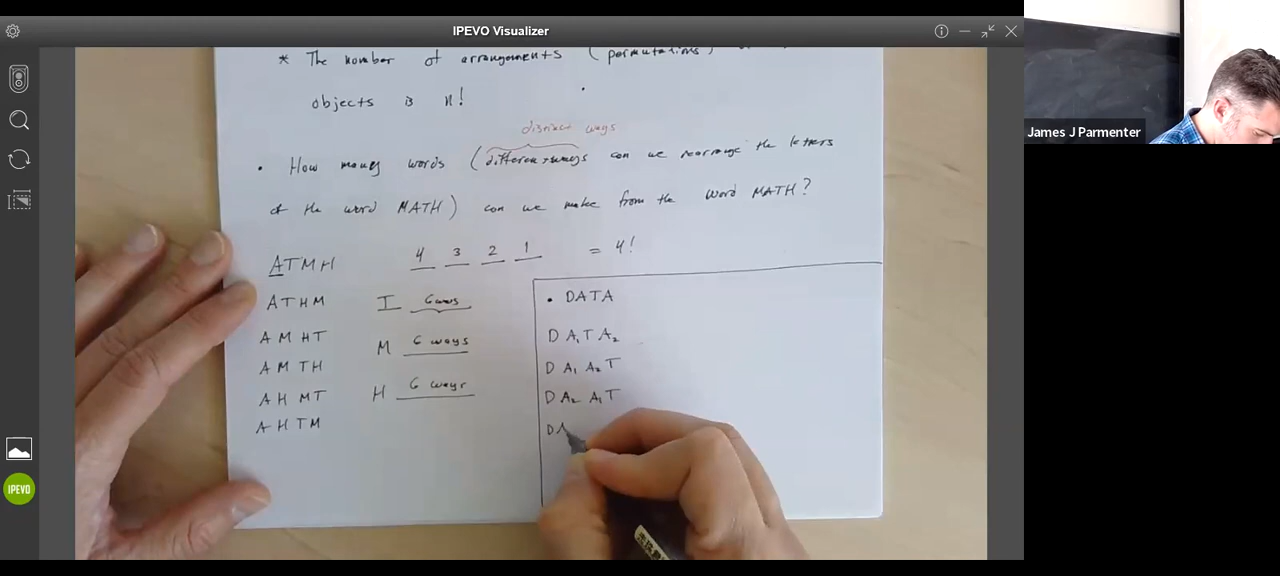 IPEVO Visualizer
James J Parmenter
* The number of arrangements (permutations)
objects is n!
distinct ways
• How many words (different ways can we rearrange the letters
of the word MATH) can we make from the word MATH?
ATMH 4 3 2 1 = 4!
ATHM T 6 ways
AMHT M 6 ways
AMTH H 6 ways
AHMT
AHTM
• DATA
D A₁ T A₂
D A₁ A₂ T
D A₂ A₁ T
D A
IPEVO